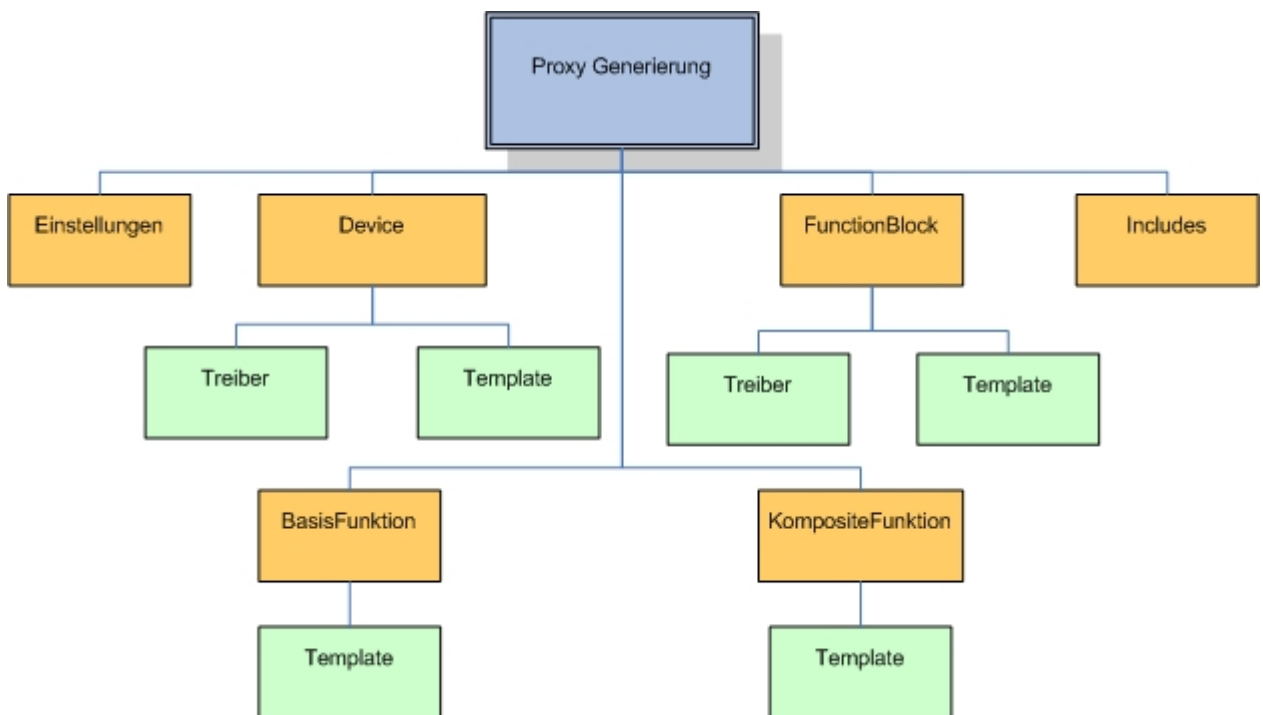 Proxy Generierung
Einstellungen
Device
FunctionBlock
Includes
Treiber
Template
Treiber
Template
BasisFunktion
KompositeFunktion
Template
Template